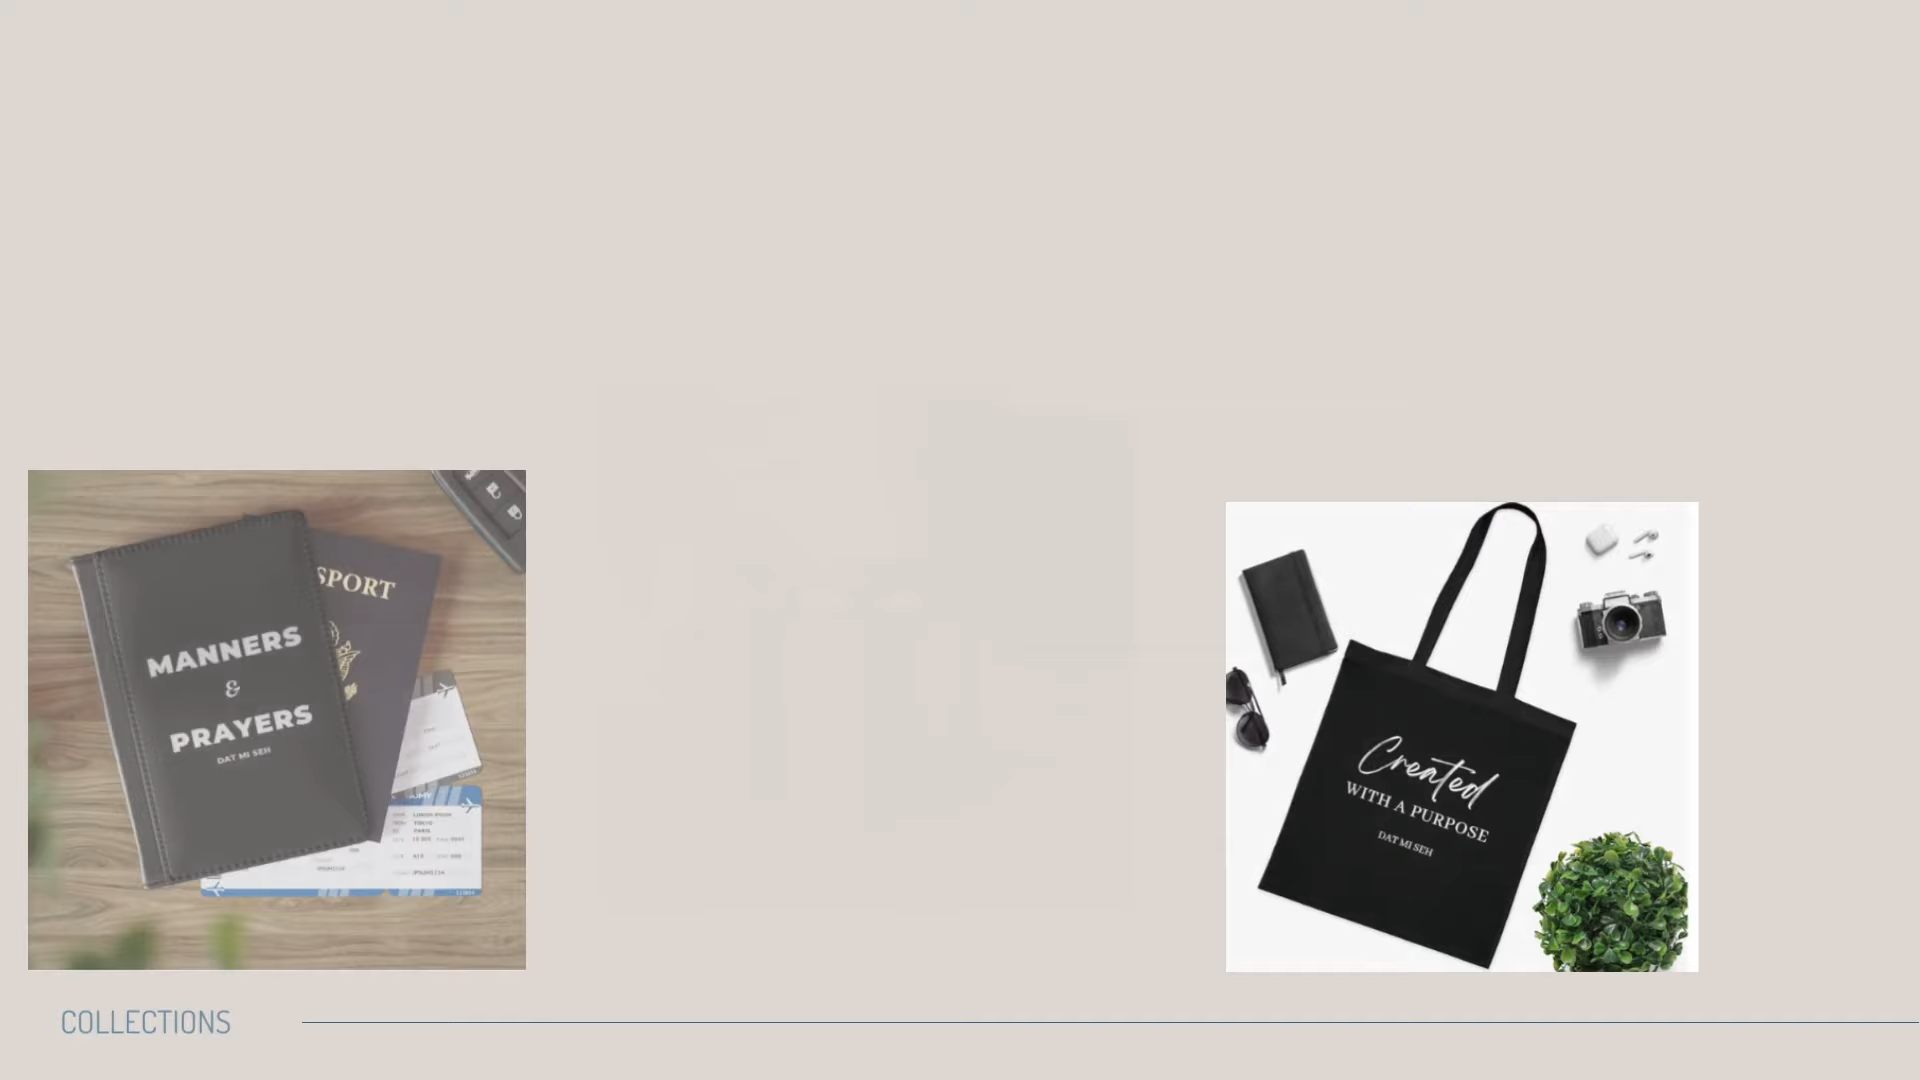 SPORT
MANNERS
&
PRAYERS
DAT MI SEH
Created
WITH A PURPOSE
DAT MI SEH
COLLECTIONS